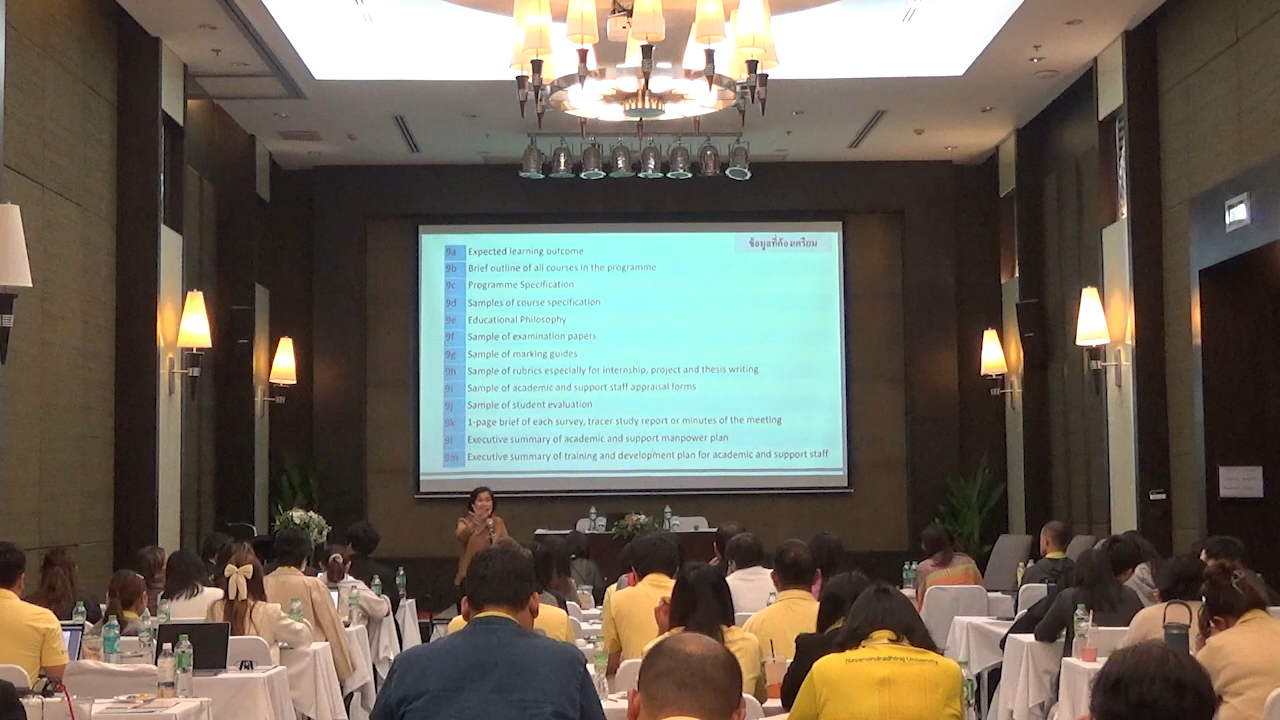 ข้อมูลที่ต้องเตรียม
9a Expected learning outcome
9b Brief outline of all courses in the programme
9c Programme Specification
9d Samples of course specification
9e Educational Philosophy
9f Sample of examination papers
9g Sample of marking guides
9h Sample of rubrics especially for internship, project and thesis writing
9i Sample of academic and support staff appraisal forms
9j Sample of student evaluation
9k 1-page brief of each survey, tracer study report or minutes of the meeting
9l Executive summary of academic and support manpower plan
9m Executive summary of training and development plan for academic and support staff
Navamindradhiraj University